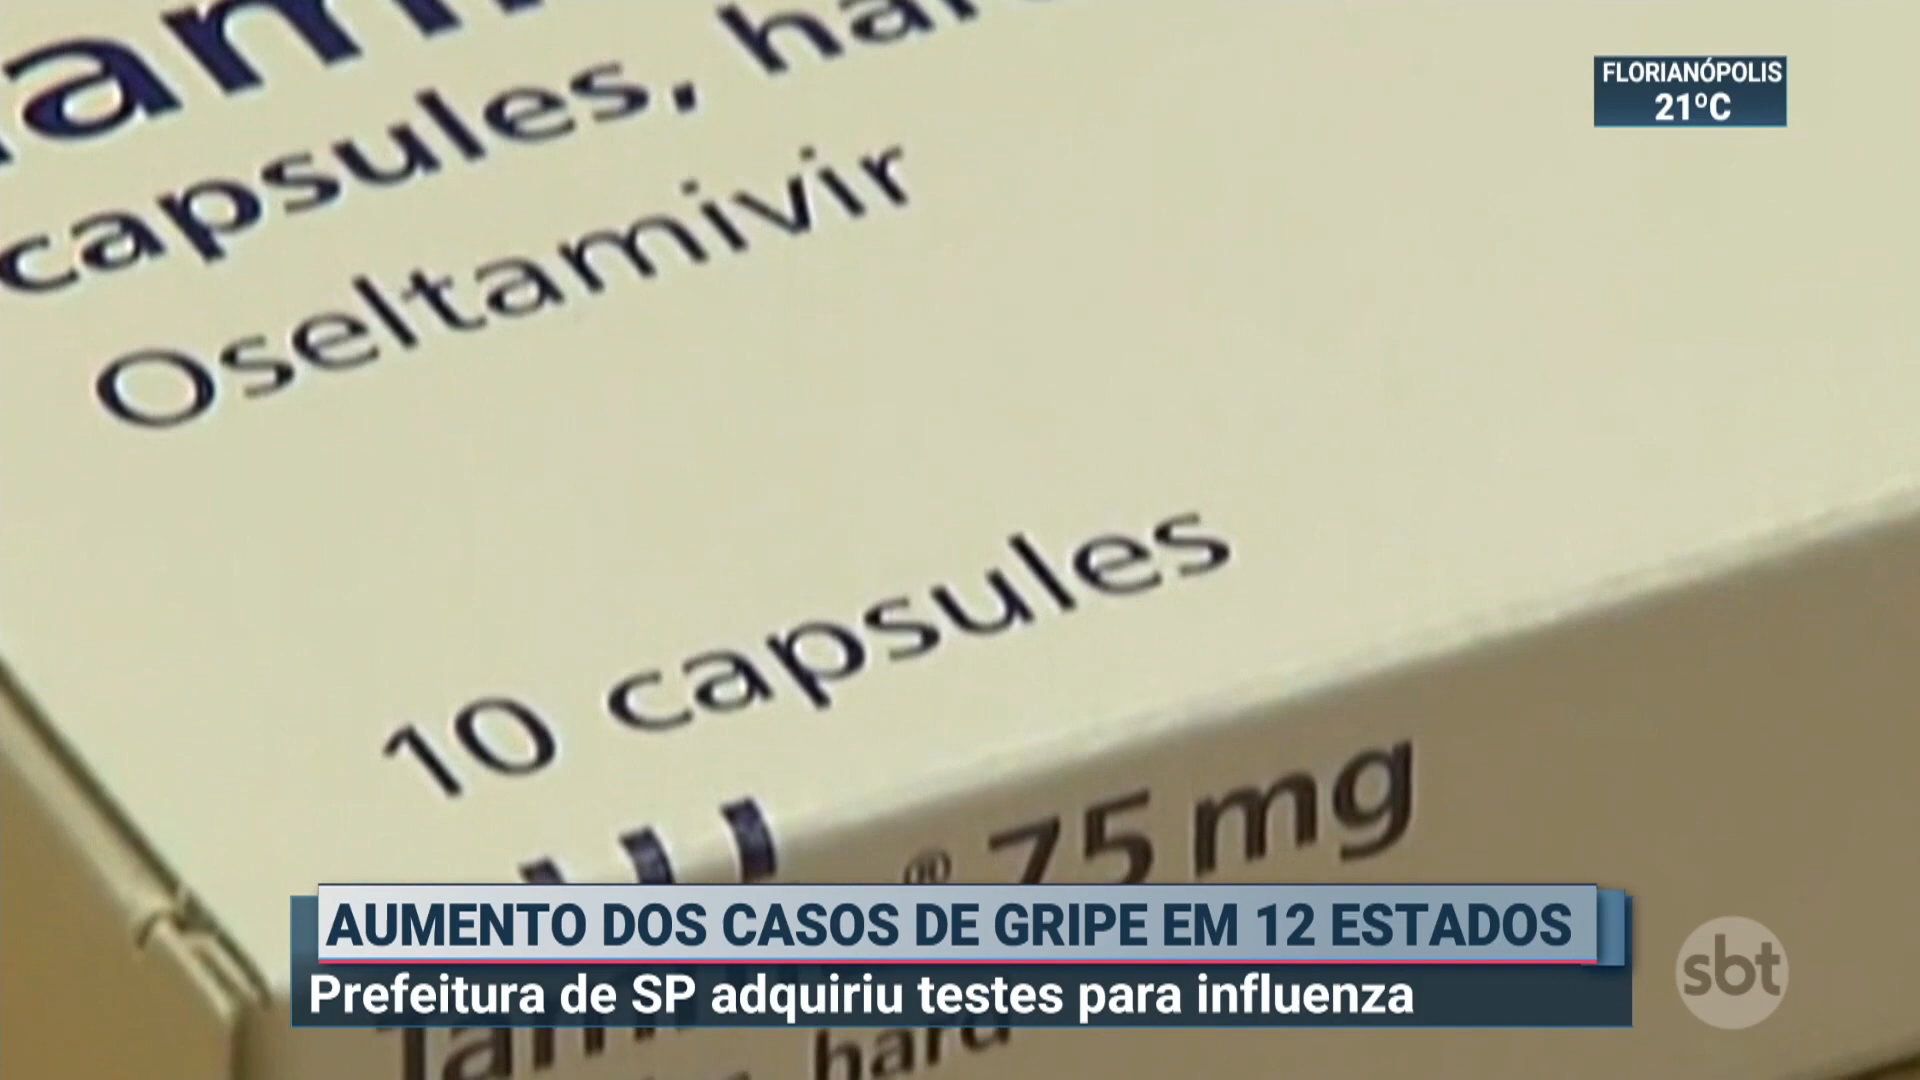 capsules,
Oseltamivir
10 capsules
® 75 mg
FLORIANÓPOLIS
21ºC
AUMENTO DOS CASOS DE GRIPE EM 12 ESTADOS
Prefeitura de SP adquiriu testes para influenza
sbt
hard